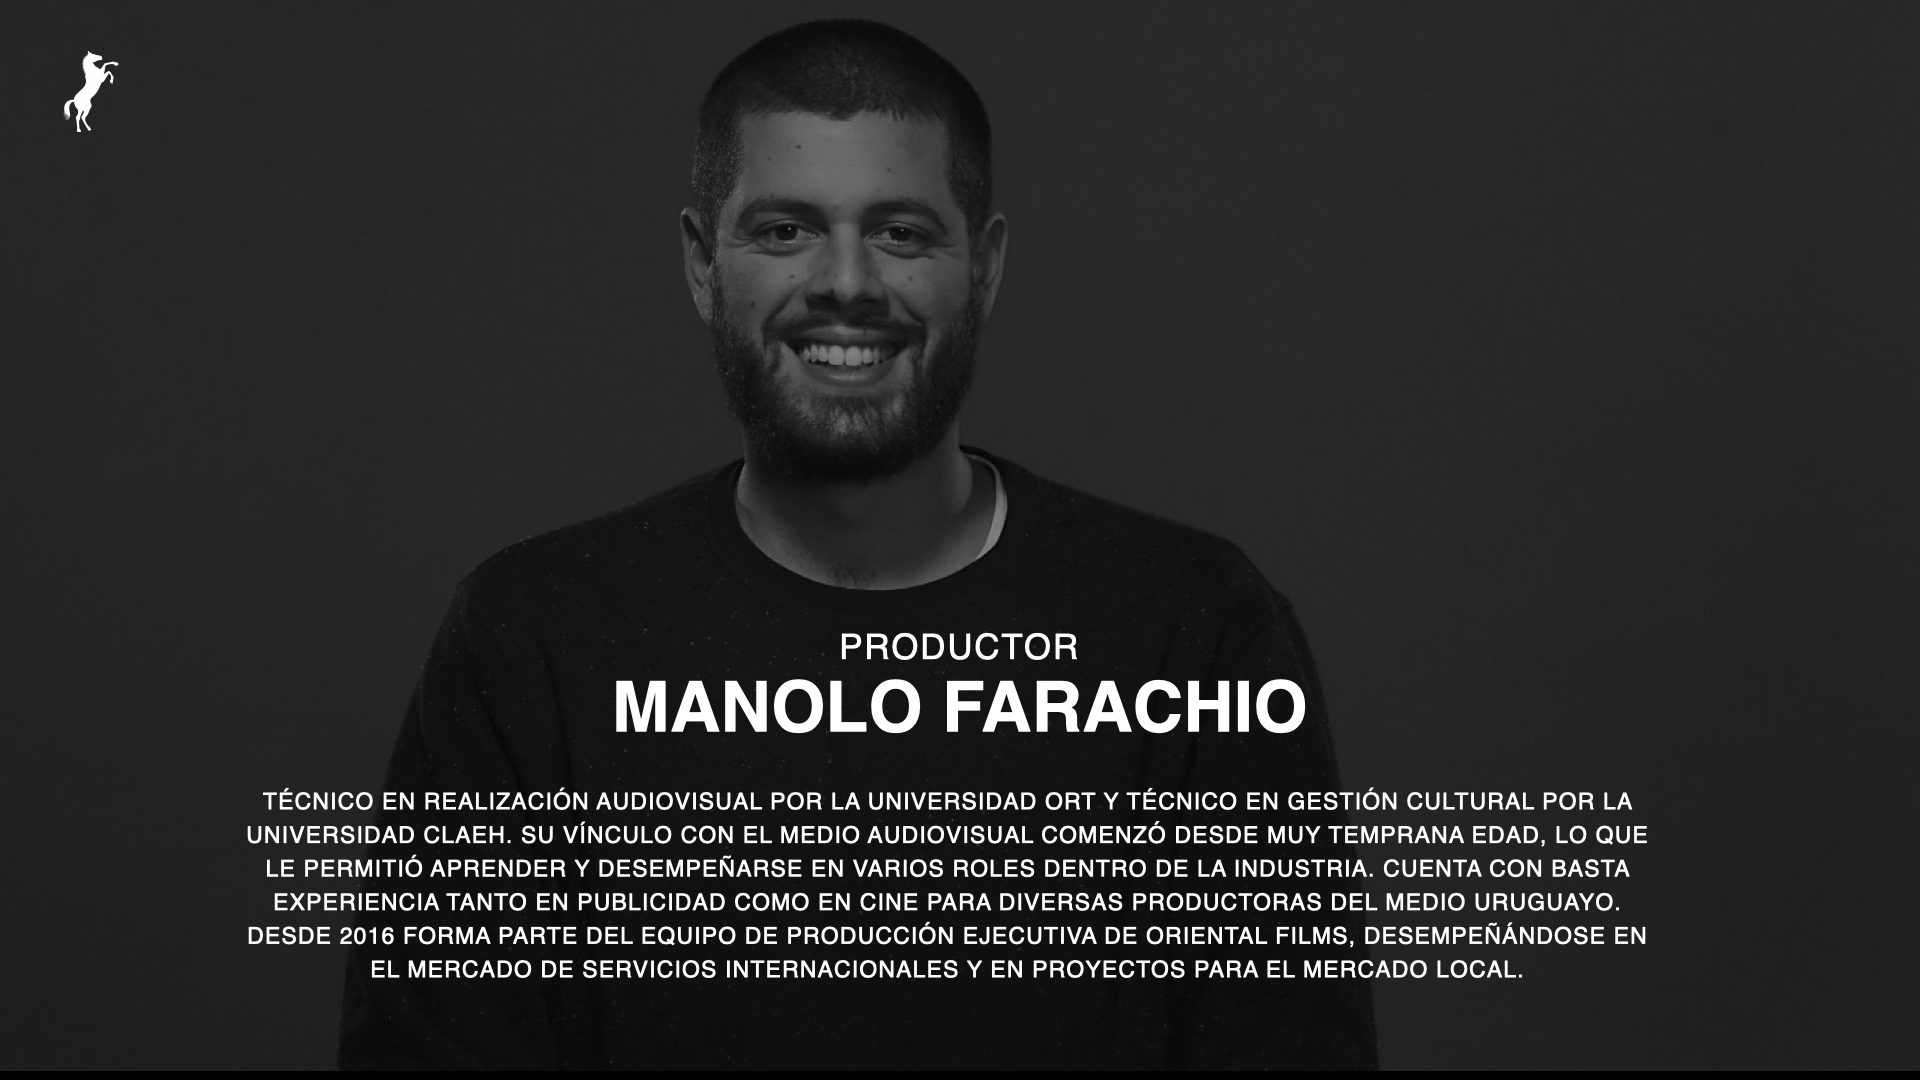 PRODUCTOR
MANOLO FARACHIO
TÉCNICO EN REALIZACIÓN AUDIOVISUAL POR LA UNIVERSIDAD ORT Y TÉCNICO EN GESTIÓN CULTURAL POR LA
UNIVERSIDAD CLAEH. SU VÍNCULO CON EL MEDIO AUDIOVISUAL COMENZÓ DESDE MUY TEMPRANA EDAD, LO QUE
LE PERMITIÓ APRENDER Y DESEMPEÑARSE EN VARIOS ROLES DENTRO DE LA INDUSTRIA. CUENTA CON BASTA
EXPERIENCIA TANTO EN PUBLICIDAD COMO EN CINE PARA DIVERSAS PRODUCTORAS DEL MEDIO URUGUAYO.
DESDE 2016 FORMA PARTE DEL EQUIPO DE PRODUCCIÓN EJECUTIVA DE ORIENTAL FILMS, DESEMPEÑÁNDOSE EN
EL MERCADO DE SERVICIOS INTERNACIONALES Y EN PROYECTOS PARA EL MERCADO LOCAL.